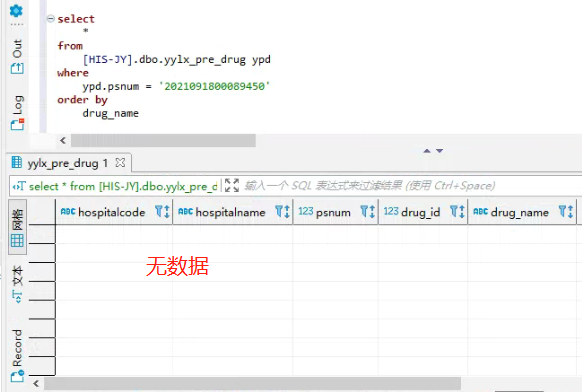 select
*
from
[HIS-JY].dbo.yylx_pre_drug ypd
where
ypd.psnum = '2021091800089450'
order by
drug_name
Out
Log
yylx_pre_drug 1
select * from [HIS-JY].dbo.yylx_pre_d
输入一个 SQL 表达式来过滤结果 (使用 Ctrl+Space)
ABC hospitalcode ABC hospitalname 123 psnum 123 drug_id ABC drug_name
网格
文本
Record
无数据